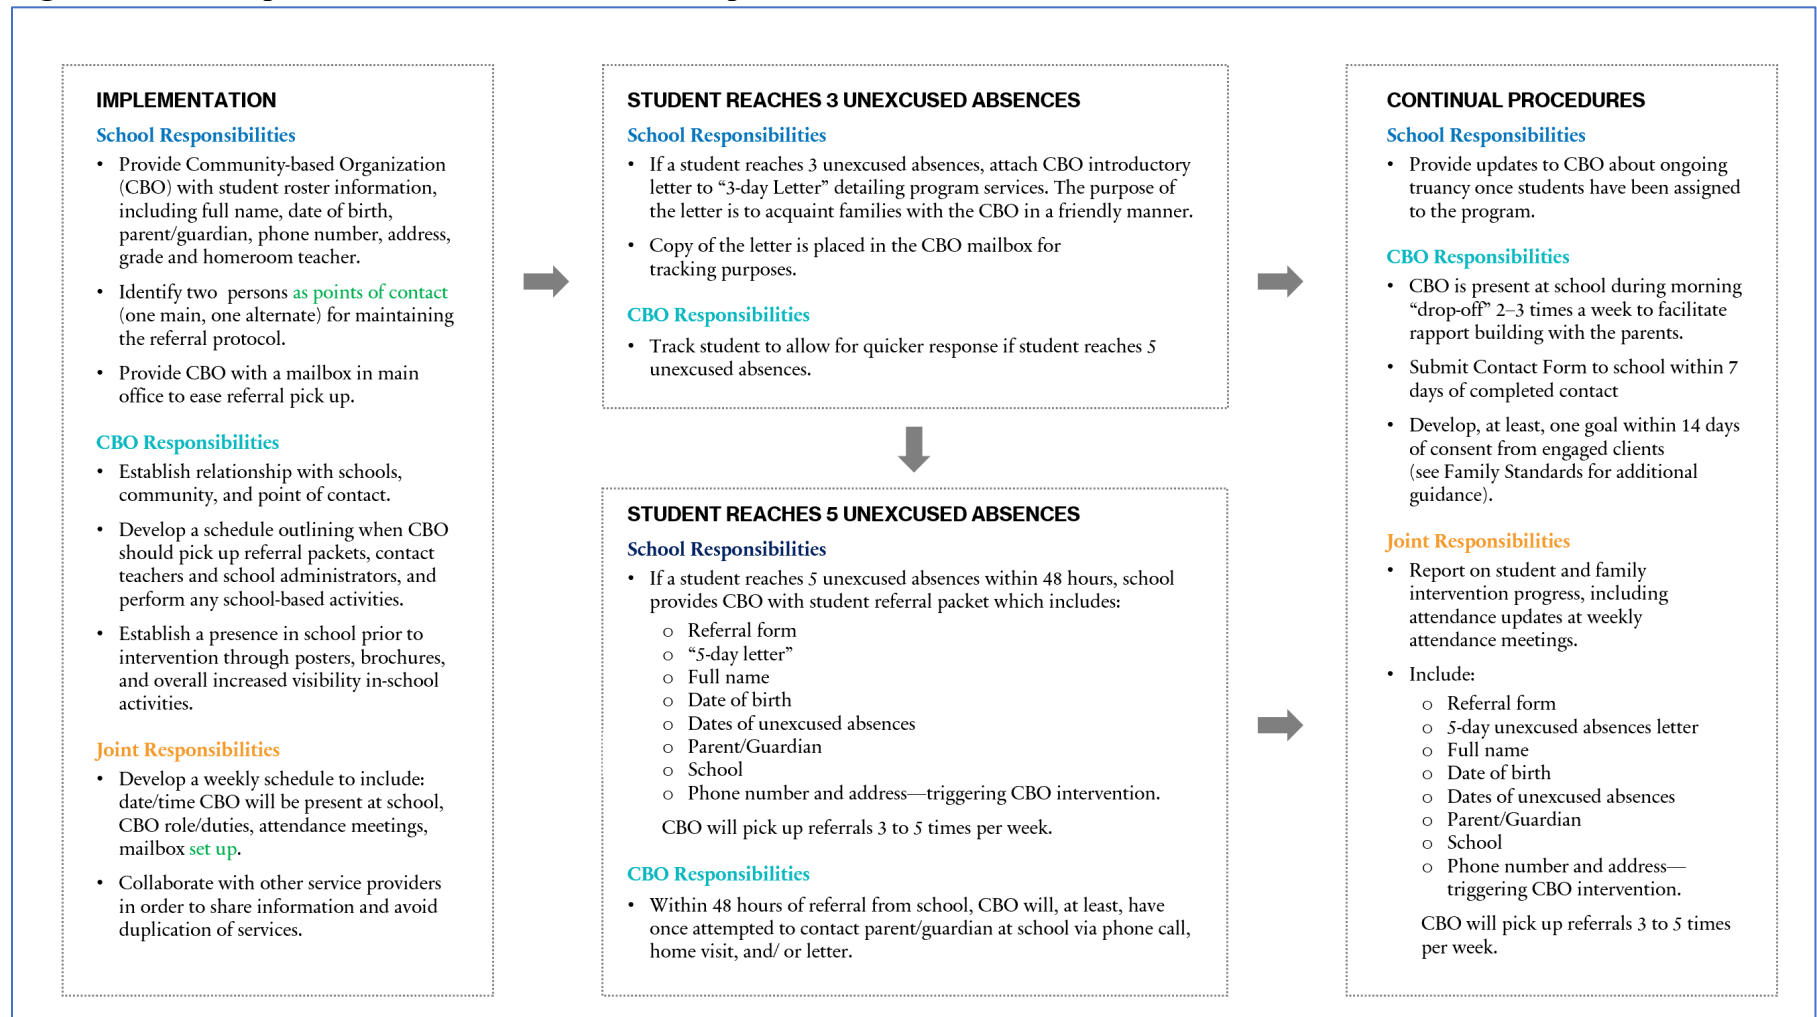 IMPLEMENTATION
School Responsibilities
• Provide Community-based Organization
(CBO) with student roster information,
including full name, date of birth,
parent/guardian, phone number, address,
grade and homeroom teacher.
• Identify two persons as points of contact
(one main, one alternate) for maintaining
the referral protocol.
• Provide CBO with a mailbox in main
office to ease referral pick up.
CBO Responsibilities
• Establish relationship with schools,
community, and point of contact.
• Develop a schedule outlining when CBO
should pick up referral packets, contact
teachers and school administrators, and
perform any school-based activities.
• Establish a presence in school prior to
intervention through posters, brochures,
and overall increased visibility in-school
activities.
Joint Responsibilities
• Develop a weekly schedule to include:
date/time CBO will be present at school,
CBO role/duties, attendance meetings,
mailbox set up.
• Collaborate with other service providers
in order to share information and avoid
duplication of services.
STUDENT REACHES 3 UNEXCUSED ABSENCES
School Responsibilities
• If a student reaches 3 unexcused absences, attach CBO introductory
letter to “3-day Letter” detailing program services. The purpose of
the letter is to acquaint families with the CBO in a friendly manner.
• Copy of the letter is placed in the CBO mailbox for
tracking purposes.
CBO Responsibilities
• Track student to allow for quicker response if student reaches 5
unexcused absences.
STUDENT REACHES 5 UNEXCUSED ABSENCES
School Responsibilities
• If a student reaches 5 unexcused absences within 48 hours, school
provides CBO with student referral packet which includes:
o Referral form
o “5-day letter”
o Full name
o Date of birth
o Dates of unexcused absences
o Parent/Guardian
o School
o Phone number and address—triggering CBO intervention.
CBO will pick up referrals 3 to 5 times per week.
CBO Responsibilities
• Within 48 hours of referral from school, CBO will, at least, have
once attempted to contact parent/guardian at school via phone call,
home visit, and/ or letter.
CONTINUAL PROCEDURES
School Responsibilities
• Provide updates to CBO about ongoing
truancy once students have been assigned
to the program.
CBO Responsibilities
• CBO is present at school during morning
“drop-off” 2–3 times a week to facilitate
rapport building with the parents.
• Submit Contact Form to school within 7
days of completed contact
• Develop, at least, one goal within 14 days
of consent from engaged clients
(see Family Standards for additional
guidance).
Joint Responsibilities
• Report on student and family
intervention progress, including
attendance updates at weekly
attendance meetings.
• Include:
o Referral form
o 5-day unexcused absences letter
o Full name
o Date of birth
o Dates of unexcused absences
o Parent/Guardian
o School
o Phone number and address—
triggering CBO intervention.
CBO will pick up referrals 3 to 5 times
per week.